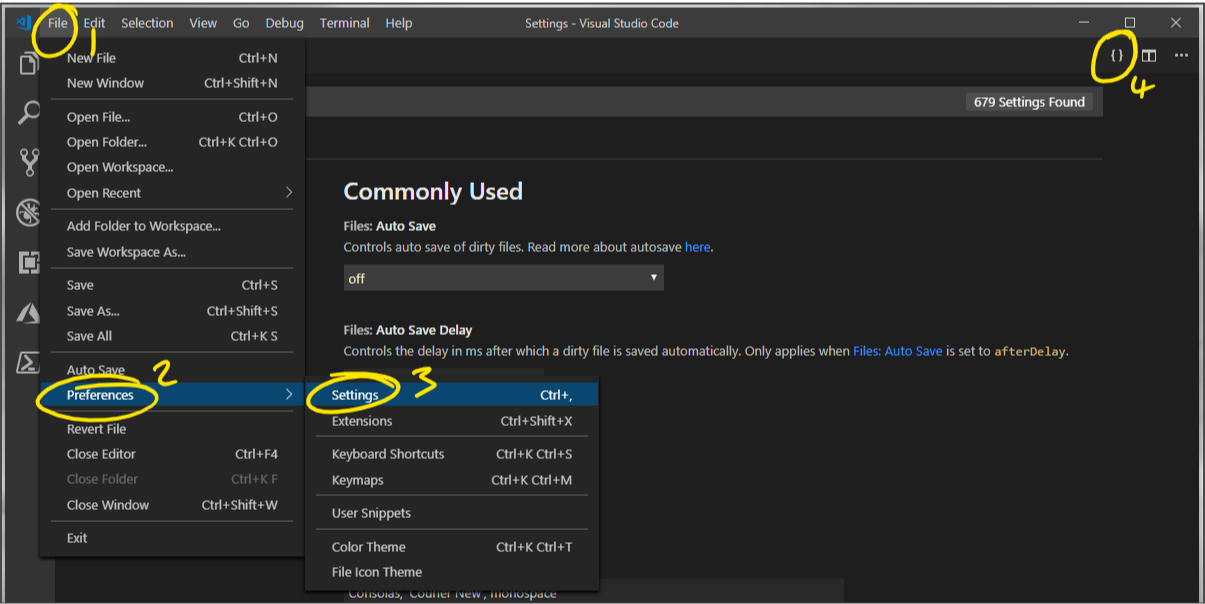 File Edit Selection View Go Debug Terminal Help Settings - Visual Studio Code
1
{} 
4
New File Ctrl+N
New Window Ctrl+Shift+N
679 Settings Found
Open File... Ctrl+O
Open Folder... Ctrl+K Ctrl+O
Open Workspace...
Open Recent
Add Folder to Workspace...
Save Workspace As...
Save Ctrl+S
Save As... Ctrl+Shift+S
Save All Ctrl+K S
Auto Save
2
Preferences
Revert File
Close Editor Ctrl+F4
Close Folder Ctrl+K F
Close Window Ctrl+Shift+W
Exit
Commonly Used
Files: Auto Save
Controls auto save of dirty files. Read more about autosave here.
off
Files: Auto Save Delay
Controls the delay in ms after which a dirty file is saved automatically. Only applies when Files: Auto Save is set to afterDelay.
3
Settings Ctrl+,
Extensions Ctrl+Shift+X
Keyboard Shortcuts Ctrl+K Ctrl+S
Keymaps Ctrl+K Ctrl+M
User Snippets
Color Theme Ctrl+K Ctrl+T
File Icon Theme
Consolas, 'Courier New', monospace